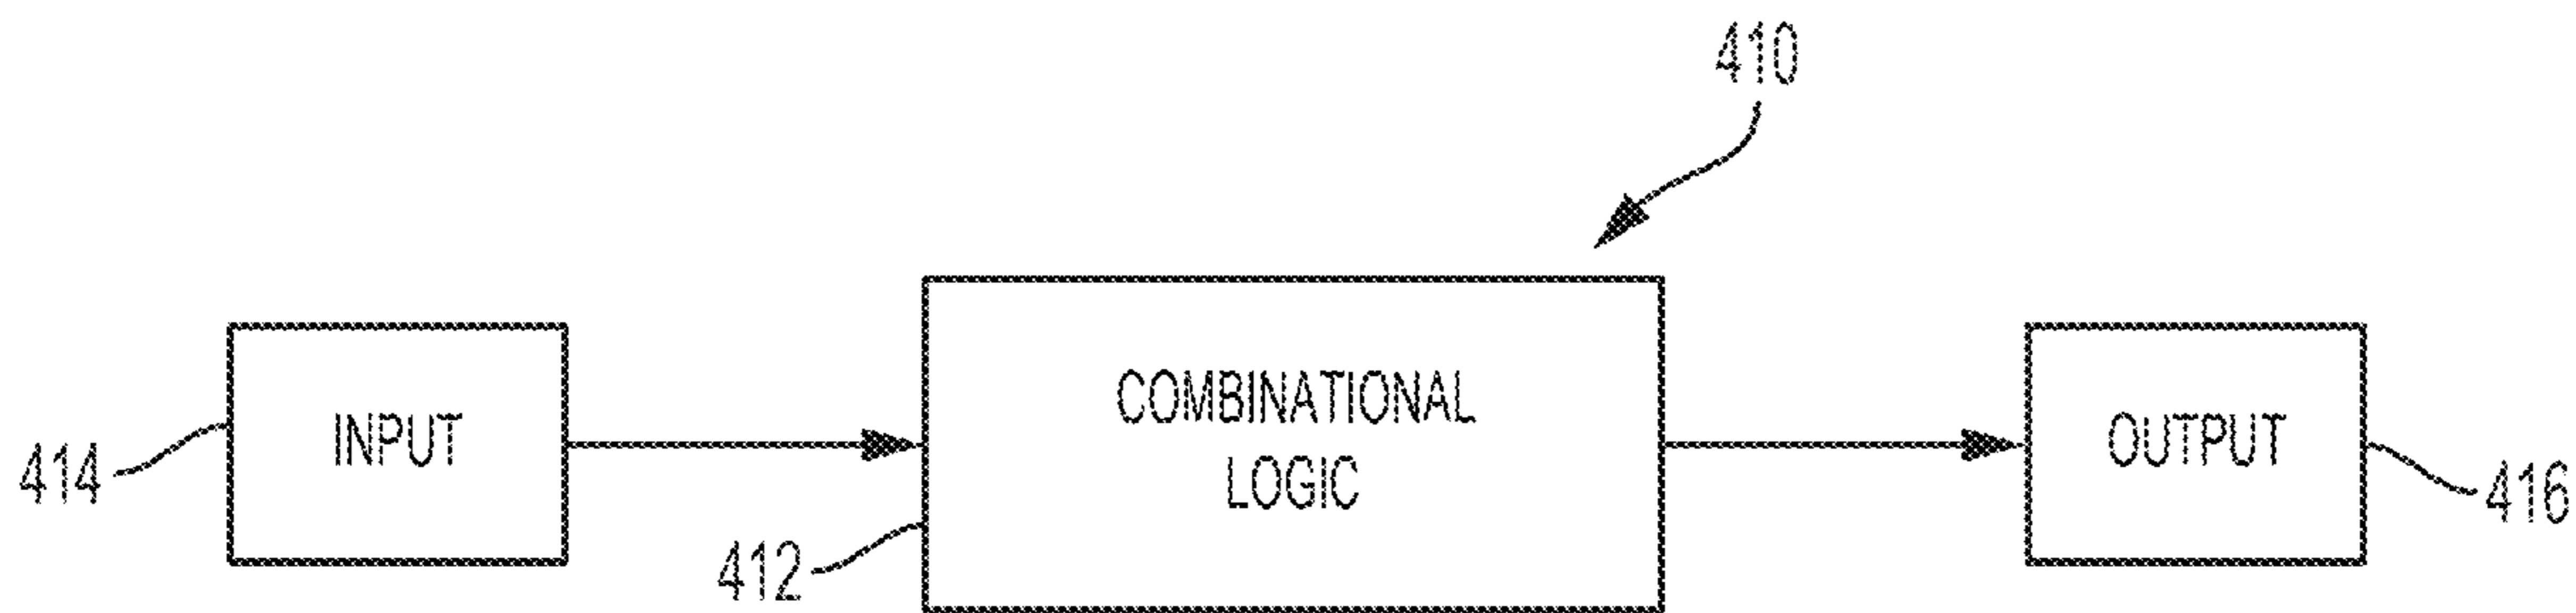 410
INPUT
COMBINATIONAL
LOGIC
OUTPUT
414
412
416